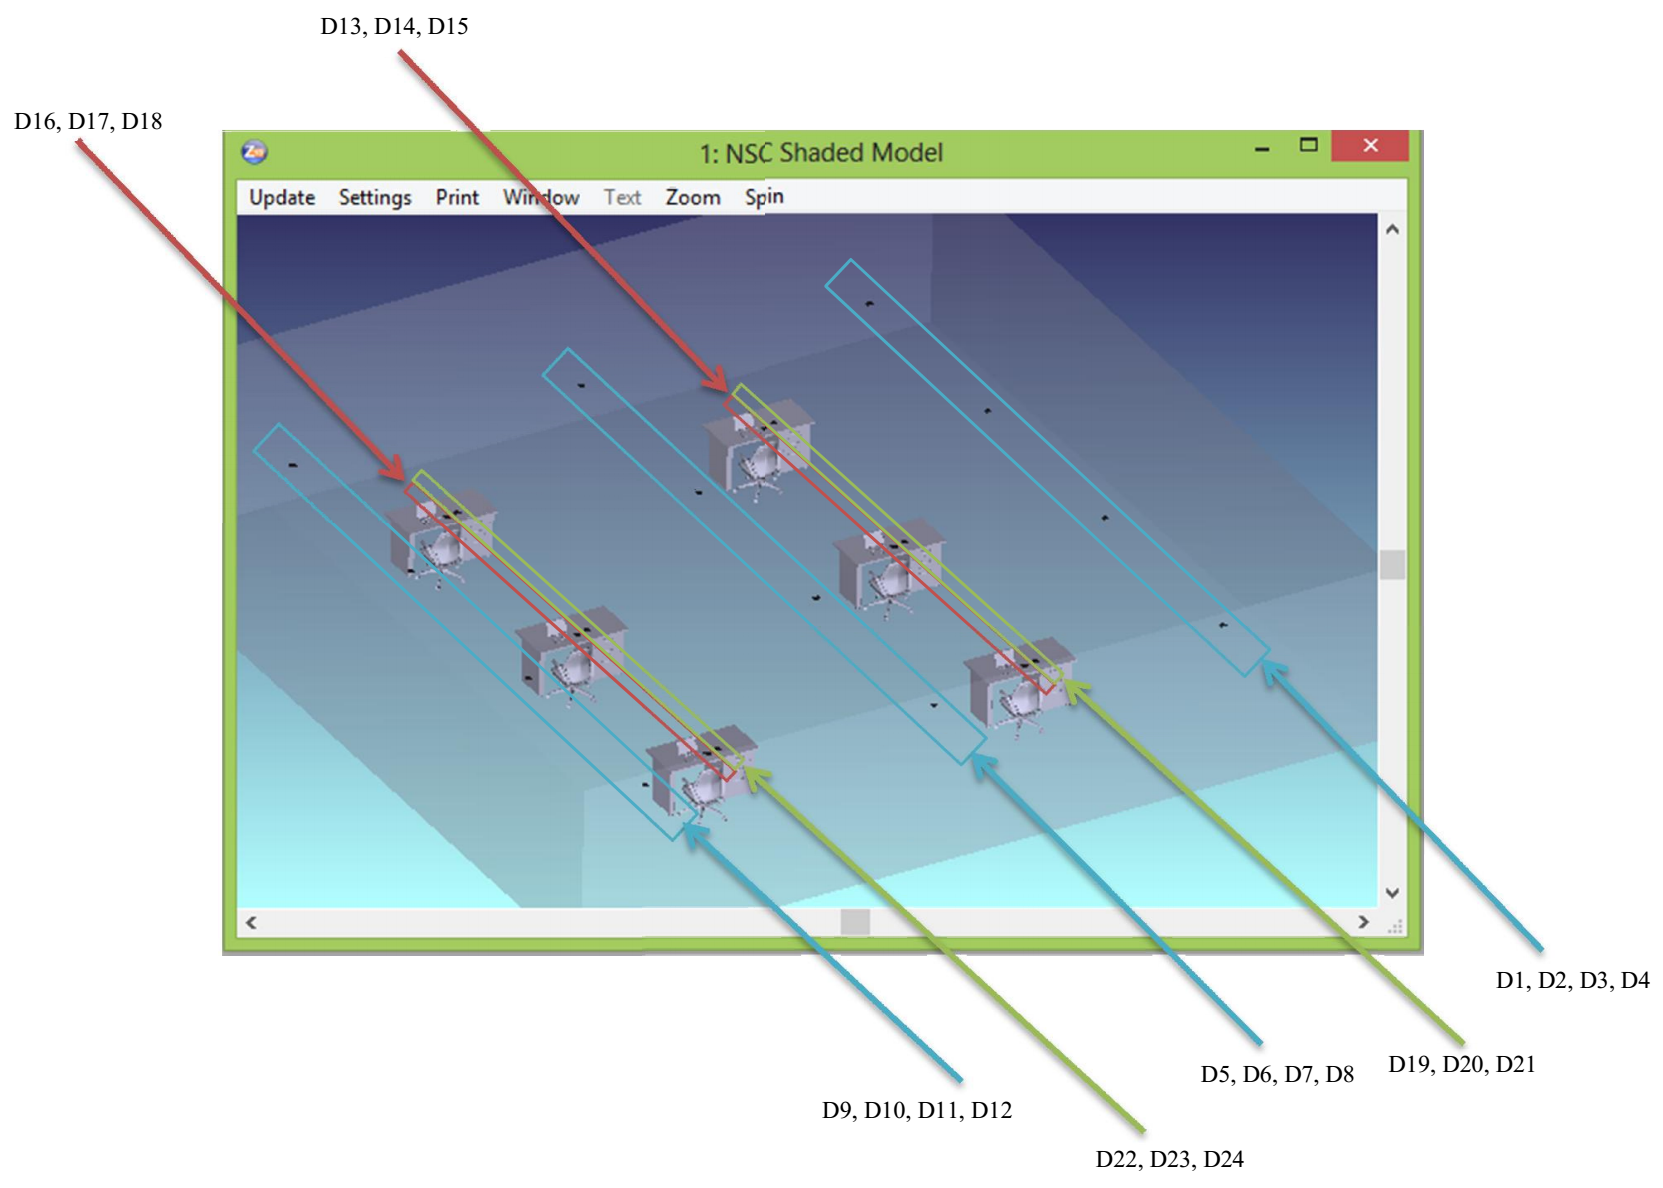 D13, D14, D15
D16, D17, D18
1: NSC Shaded Model
Update Settings Print Window Text Zoom Spin
D1, D2, D3, D4
D19, D20, D21
D5, D6, D7, D8
D9, D10, D11, D12
D22, D23, D24